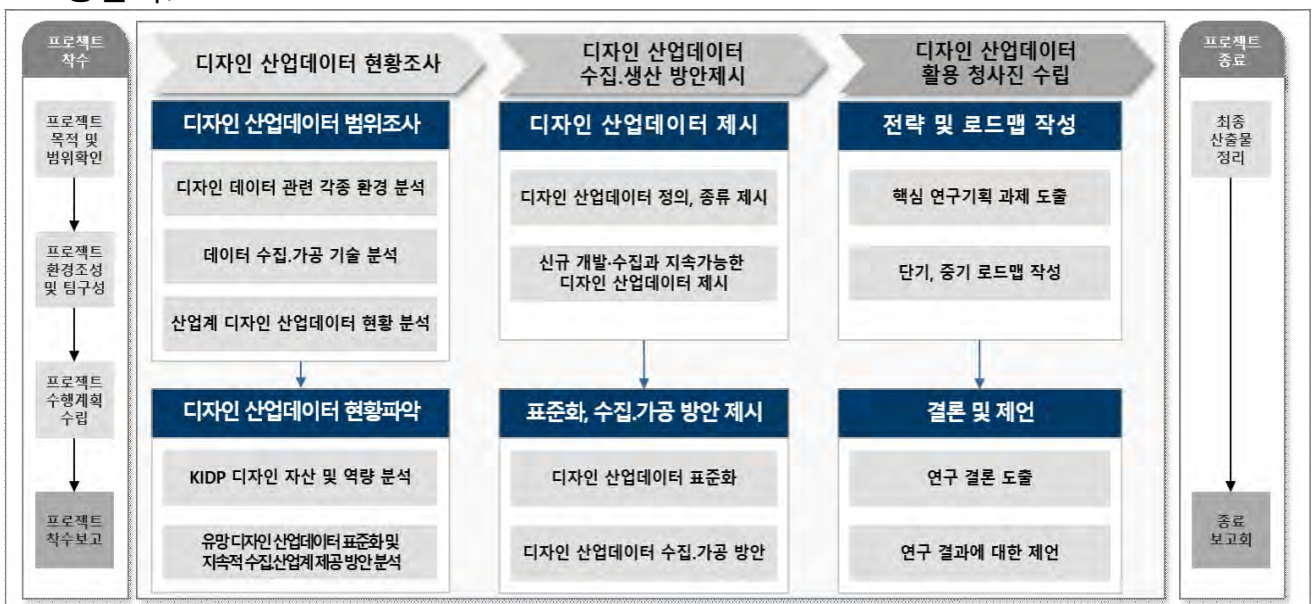 프로젝트
착수
프로젝트
목적 및
범위확인
프로젝트
환경조성
및 팀구성
프로젝트
수행계획
수립
프로젝트
착수보고
디자인 산업데이터 현황조사
디자인 산업데이터 범위조사
디자인 데이터 관련 각종 환경 분석
데이터 수집.가공 기술 분석
산업계 디자인 산업데이터 현황 분석
디자인 산업데이터 현황파악
KIDP 디자인 자산 및 역량 분석
유망 디자인 산업데이터 표준화 및
지속적 수집,산업계 제공 방안 분석
디자인 산업데이터
수집.생산 방안제시
디자인 산업데이터 제시
디자인 산업데이터 정의, 종류 제시
신규 개발·수집과 지속가능한
디자인 산업데이터 제시
표준화, 수집.가공 방안 제시
디자인 산업데이터 표준화
디자인 산업데이터 수집.가공 방안
디자인 산업데이터
활용 청사진 수립
전략 및 로드맵 작성
핵심 연구기획 과제 도출
단기, 중기 로드맵 작성
결론 및 제언
연구 결론 도출
연구 결과에 대한 제언
프로젝트
종료
최종
산출물
정리
종료
보고회